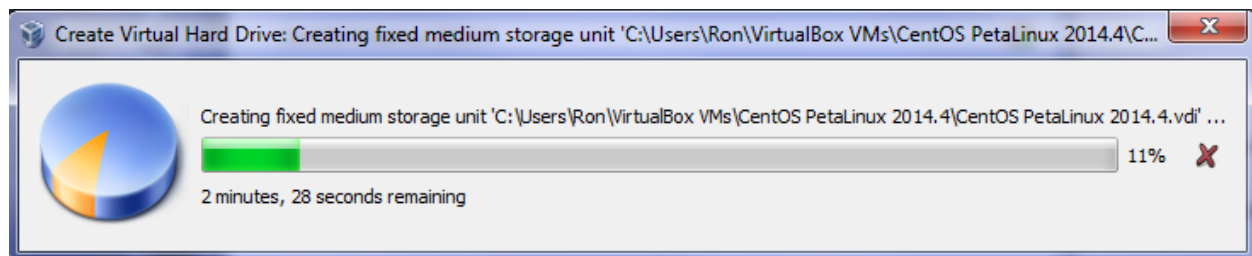 Create Virtual Hard Drive: Creating fixed medium storage unit 'C:\Users\Ron\VirtualBox VMs\CentOS PetaLinux 2014.4\C...
Creating fixed medium storage unit 'C:\Users\Ron\VirtualBox VMs\CentOS PetaLinux 2014.4\CentOS PetaLinux 2014.4.vdi' ...
11%
2 minutes, 28 seconds remaining